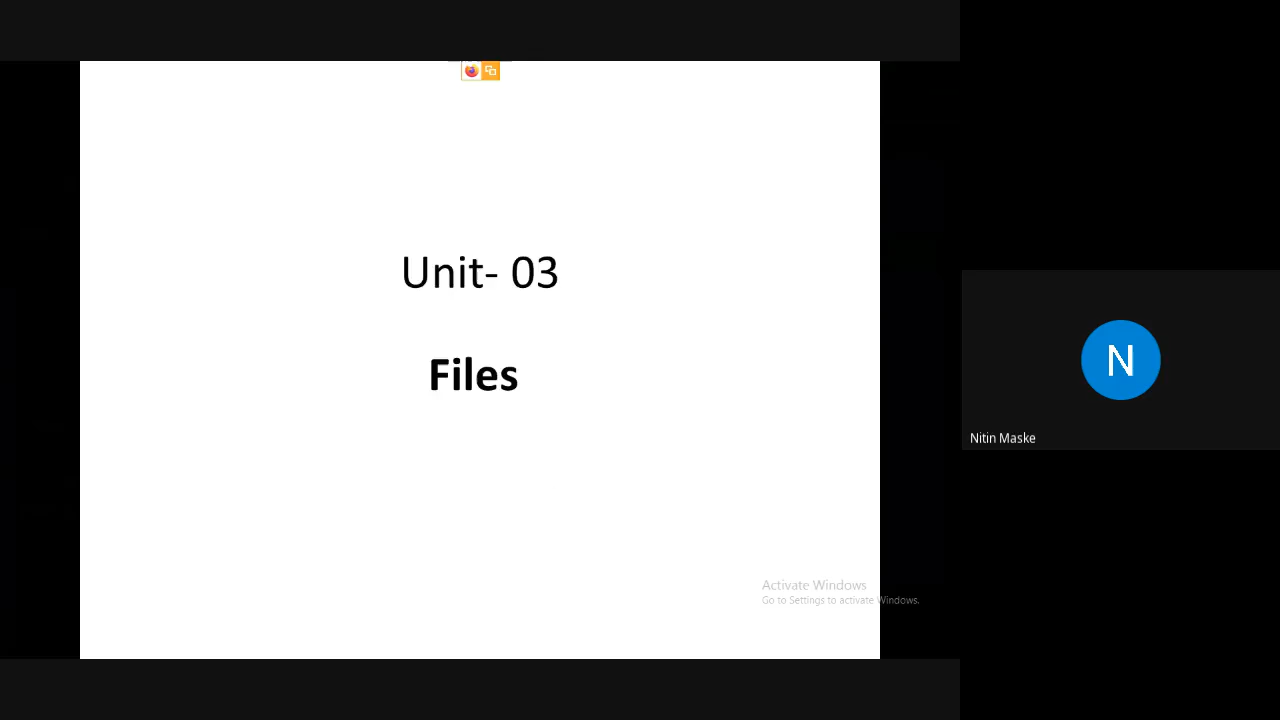 Unit- 03
Files
N
Nitin Maske
Activate Windows
Go to Settings to activate Windows.